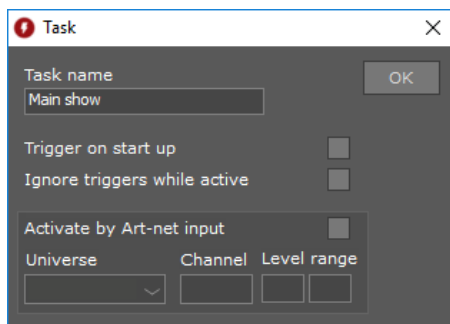 Task
Task name
OK
Main show
Trigger on start up
Ignore triggers while active
Activate by Art-net input
Universe Channel Level range